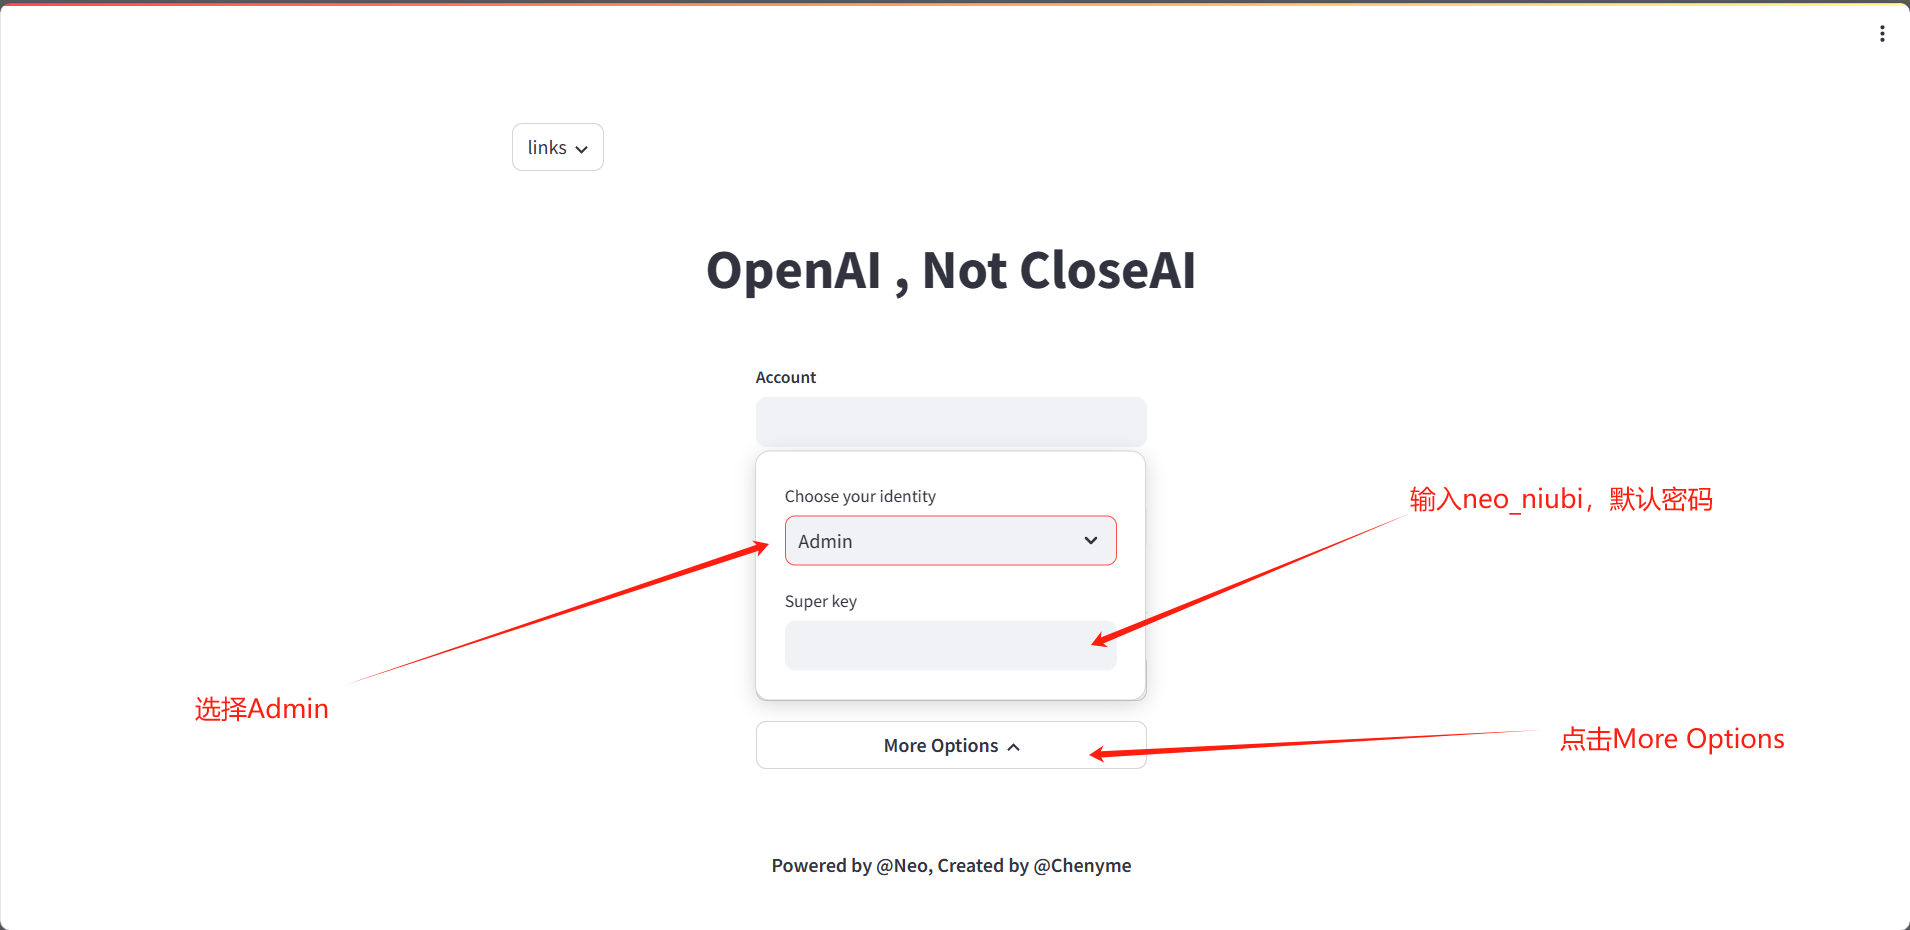 links
OpenAI , Not CloseAI
Account
Choose your identity
Admin
Super key
输入neo_niubi，默认密码
选择Admin
More Options
点击More Options
Powered by @Neo, Created by @Chenyme